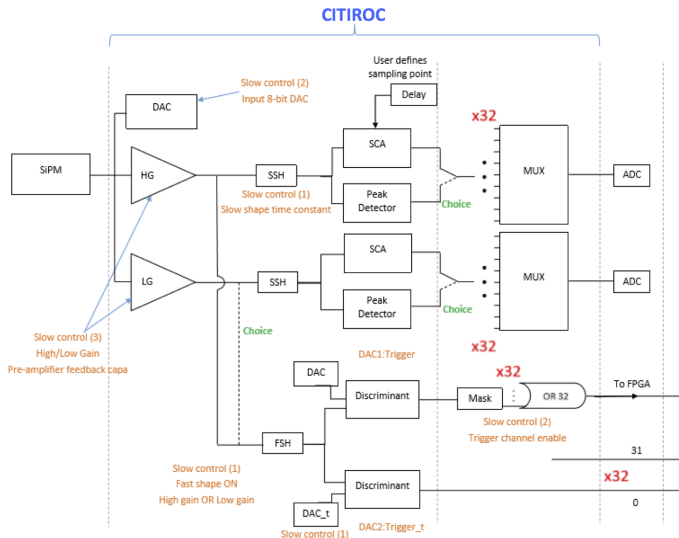 CITIROC
User defines
sampling point
Slow control (2)
Input 8-bit DAC
DAC
Delay
x32
SiPM
HG
SSH
SCA
MUX
ADC
Slow control (1)
Slow shape time constant
Peak
Detector
Choice
SCA
LG
SSH
MUX
ADC
Peak
Detector
Choice
Choice
Slow control (3)
High/Low Gain
Pre-amplifier feedback capa
x32
DAC1:Trigger
DAC
x32
Discriminant
Mask
OR 32
To FPGA
Slow control (2)
Trigger channel enable
FSH
31
Slow control (1)
Fast shape ON
High gain OR Low gain
Discriminant
x32
0
DAC_t
DAC2:Trigger_t
Slow control (1)